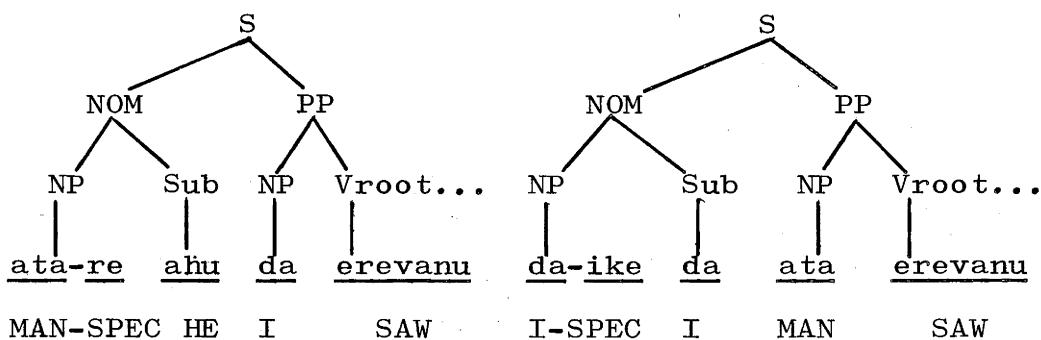 S S
NOM PP NOM PP
NP Sub NP Vroot... NP Sub NP Vroot...
ata-re ahu da erevanu da-ike da ata erevanu
MAN-SPEC HE I SAW I-SPEC I MAN SAW